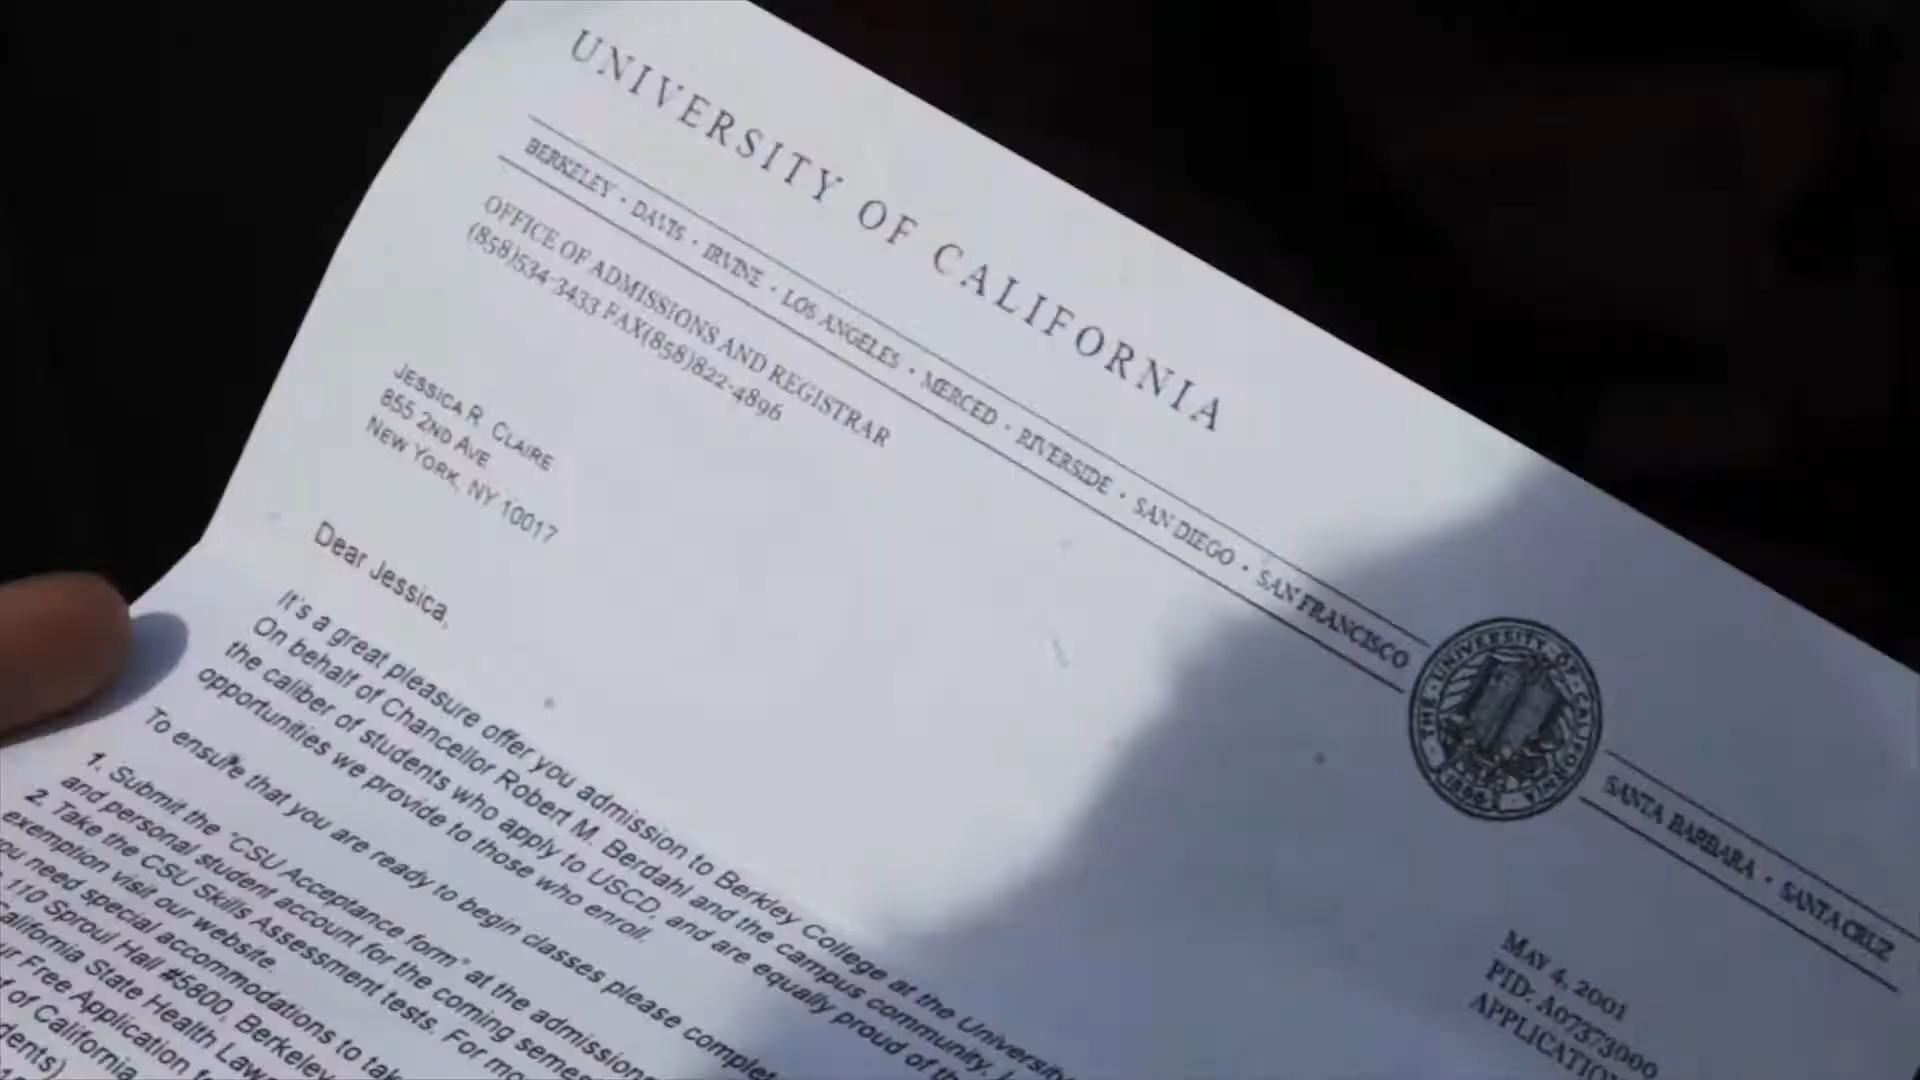 UNIVERSITY OF CALIFORNIA
BERKELEY · DAVIS · IRVINE · LOS ANGELES · MERCED · RIVERSIDE · SAN DIEGO · SAN FRANCISCO
SANTA BARBARA · SANTA CRUZ
THE UNIVERSITY OF CALIFORNIA · 1868 ·
OFFICE OF ADMISSIONS AND REGISTRAR
(858)534-3433 FAX(858)822-4896
MAY 4, 2001
PID: A07373000
APPLICATIO
JESSICA R. CLAIRE
855 2ND AVE
NEW YORK, NY 10017
Dear Jessica,
It's a great pleasure offer you admission to Berkley College at the Universit
On behalf of Chancellor Robert M. Berdahl and the campus community,
the caliber of students who apply to USCD, and are equally proud of th
opportunities we provide to those who enroll.
To ensure that you are ready to begin classes please complet
1. Submit the "CSU Acceptance form" at the admissions
and personal student account for the coming semes
2. Take the CSU Skills Assessment tests. For mo
exemption visit our website.
ou need special accommodations to tak
110 Sproul Hall #5800, Berkeley
alifornia State Health Law
ur Free Application f
f of California
dents)